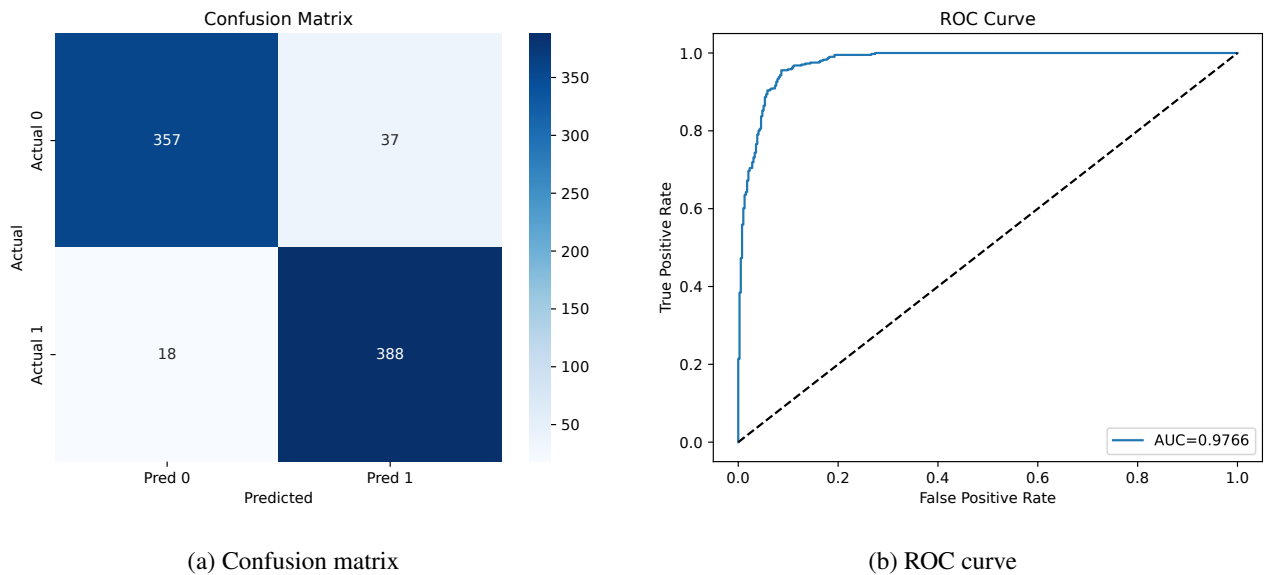 Confusion Matrix
Actual 0
Actual 1
Actual
357
37
18
388
Pred 0
Pred 1
Predicted
350
300
250
200
150
100
50
(a) Confusion matrix
ROC Curve
True Positive Rate
1.0
0.8
0.6
0.4
0.2
0.0
AUC=0.9766
0.0
0.2
0.4
0.6
0.8
1.0
False Positive Rate
(b) ROC curve